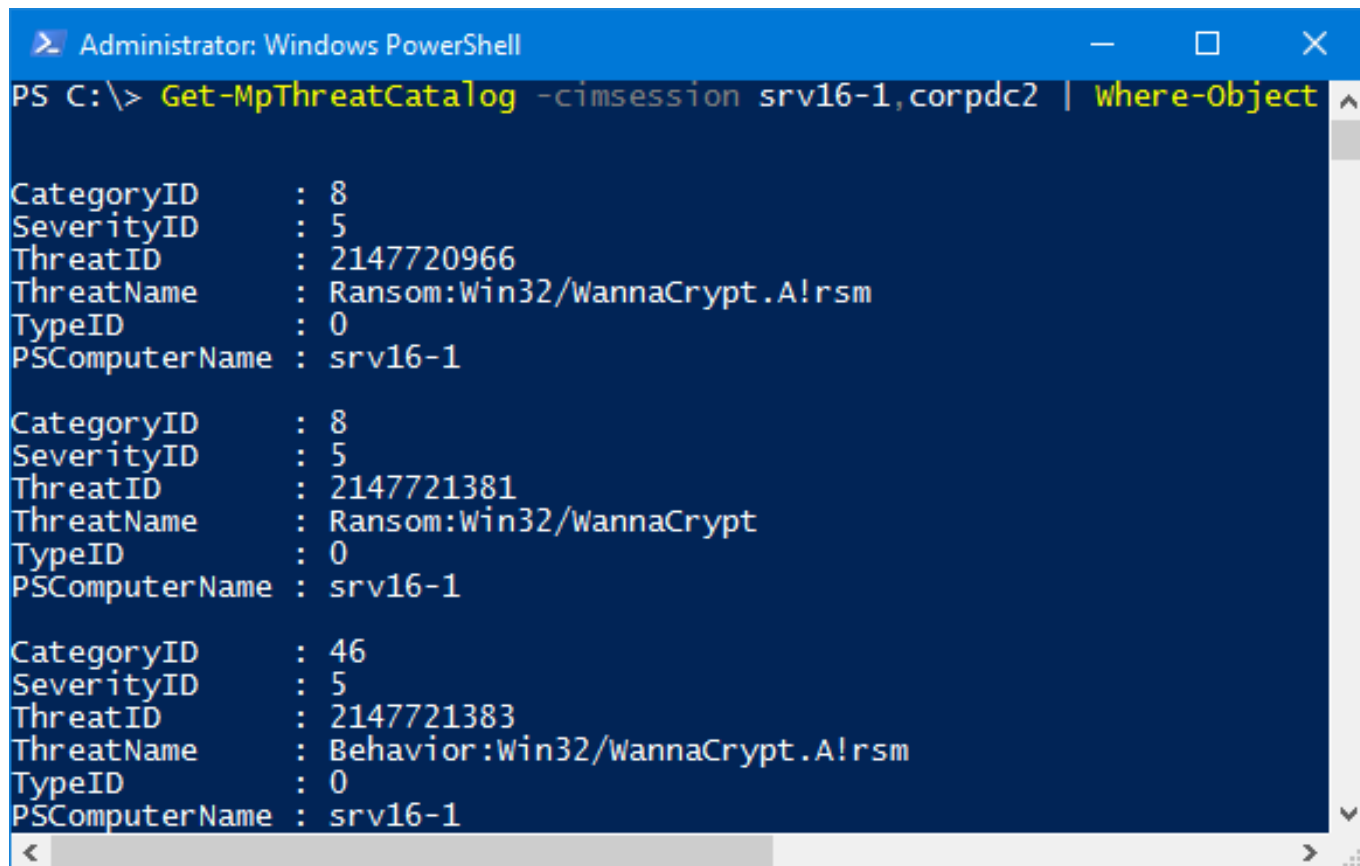 Administrator: Windows PowerShell
PS C:\> Get-MpThreatCatalog -cimsession srv16-1,corpdc2 | Where-Object
CategoryID     : 8
SeverityID     : 5
ThreatID       : 2147720966
ThreatName     : Ransom:Win32/WannaCrypt.A!rsm
TypeID         : 0
PSComputerName : srv16-1
CategoryID     : 8
SeverityID     : 5
ThreatID       : 2147721381
ThreatName     : Ransom:Win32/WannaCrypt
TypeID         : 0
PSComputerName : srv16-1
CategoryID     : 46
SeverityID     : 5
ThreatID       : 2147721383
ThreatName     : Behavior:Win32/WannaCrypt.A!rsm
TypeID         : 0
PSComputerName : srv16-1